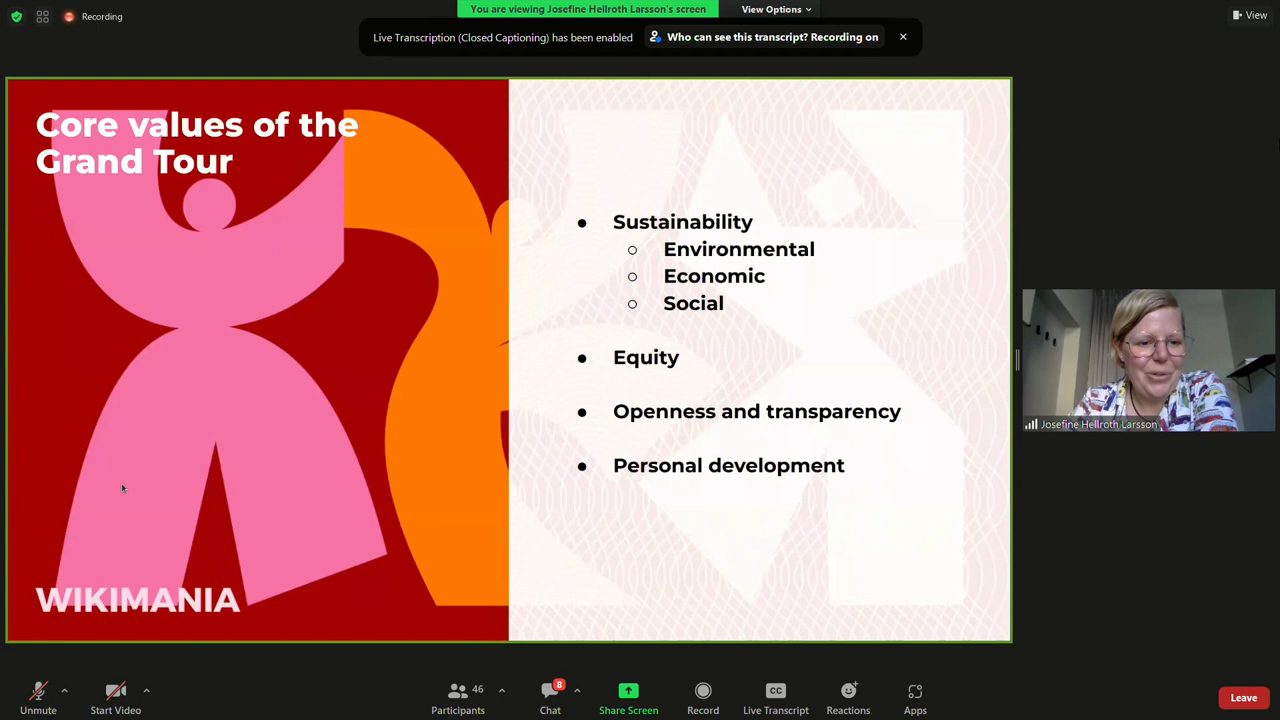 Recording
You are viewing Josefine Hellroth Larsson's screen
View Options
View
Live Transcription (Closed Captioning) has been enabled
Who can see this transcript? Recording on
Core values of the
Grand Tour
● Sustainability
○ Environmental
○ Economic
○ Social
● Equity
● Openness and transparency
● Personal development
WIKIMANIA
Josefine Hellroth Larsson
Unmute
Start Video
46
Participants
8
Chat
Share Screen
Record
CC
Live Transcript
Reactions
Apps
Leave